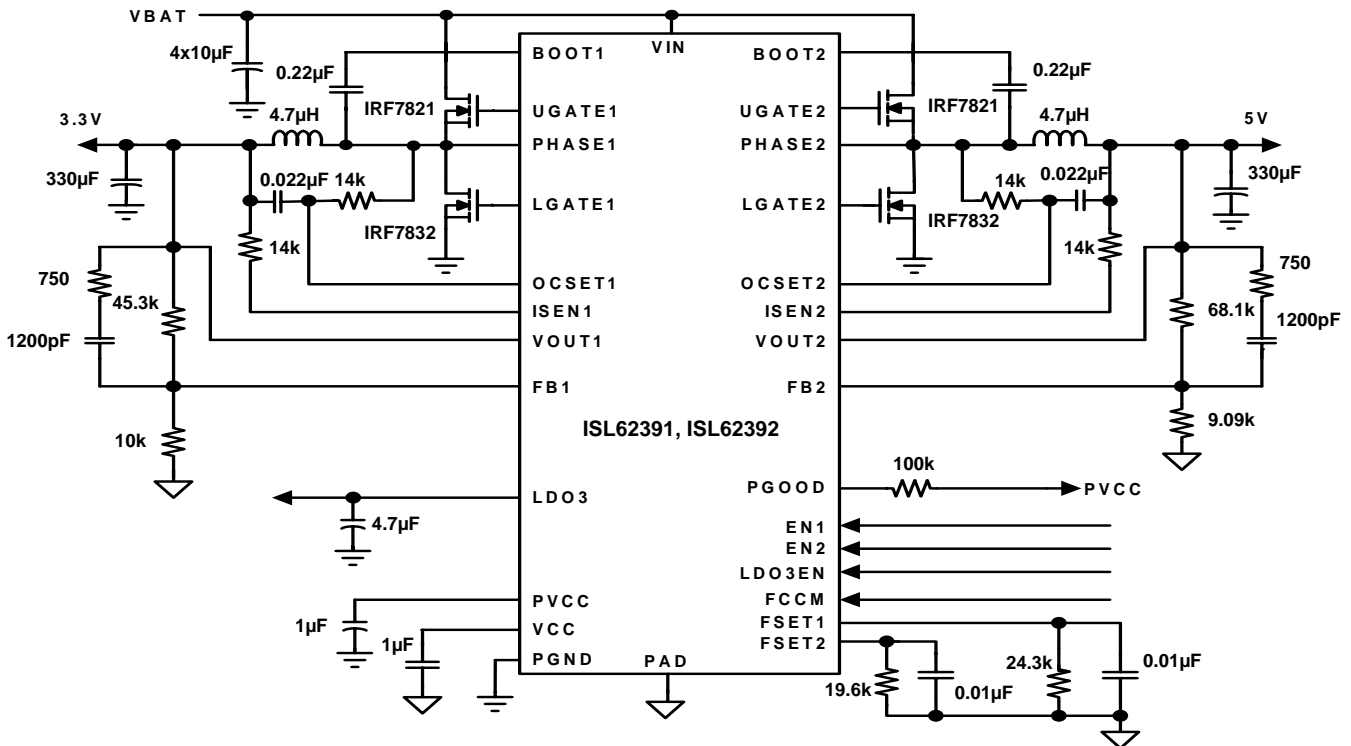 VBAT
4x10µF
0.22µF
IRF7821
4.7µH
3.3V
330µF
0.022µF
14k
IRF7832
14k
750
45.3k
1200pF
10k
4.7µF
1µF
1µF
VIN
BOOT1
UGATE1
PHASE1
LGATE1
OCSET1
ISEN1
VOUT1
FB1
ISL62391, ISL62392
LDO3
PVCC
VCC
PGND
PAD
BOOT2
UGATE2
PHASE2
LGATE2
OCSET2
ISEN2
VOUT2
FB2
PGOOD
EN1
EN2
LDO3EN
FCCM
FSET1
FSET2
0.22µF
IRF7821
4.7µH
5V
330µF
0.022µF
14k
IRF7832
14k
750
68.1k
1200pF
9.09k
100k
PVCC
24.3k
0.01µF
19.6k
0.01µF